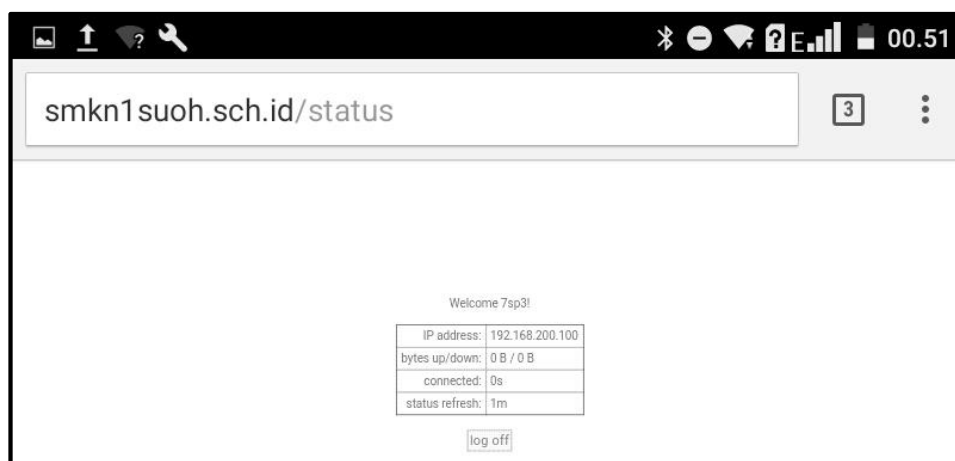 E 00.51
smkn1suoh.sch.id/status 3
Welcome 7sp3!
IP address: 192.168.200.100
bytes up/down: 0 B / 0 B
connected: 0s
status refresh: 1m
log off